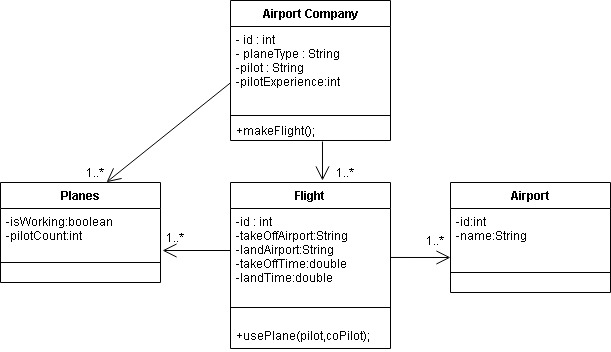 Airport Company
- id : int
- planeType : String
-pilot : String
-pilotExperience:int
+makeFlight();
1..*
1..*
Planes
-isWorking:boolean
-pilotCount:int
1..*
Flight
-id : int
-takeOffAirport:String
-landAirport:String
-takeOffTime:double
-landTime:double
+usePlane(pilot,coPilot);
1..*
Airport
-id:int
-name:String